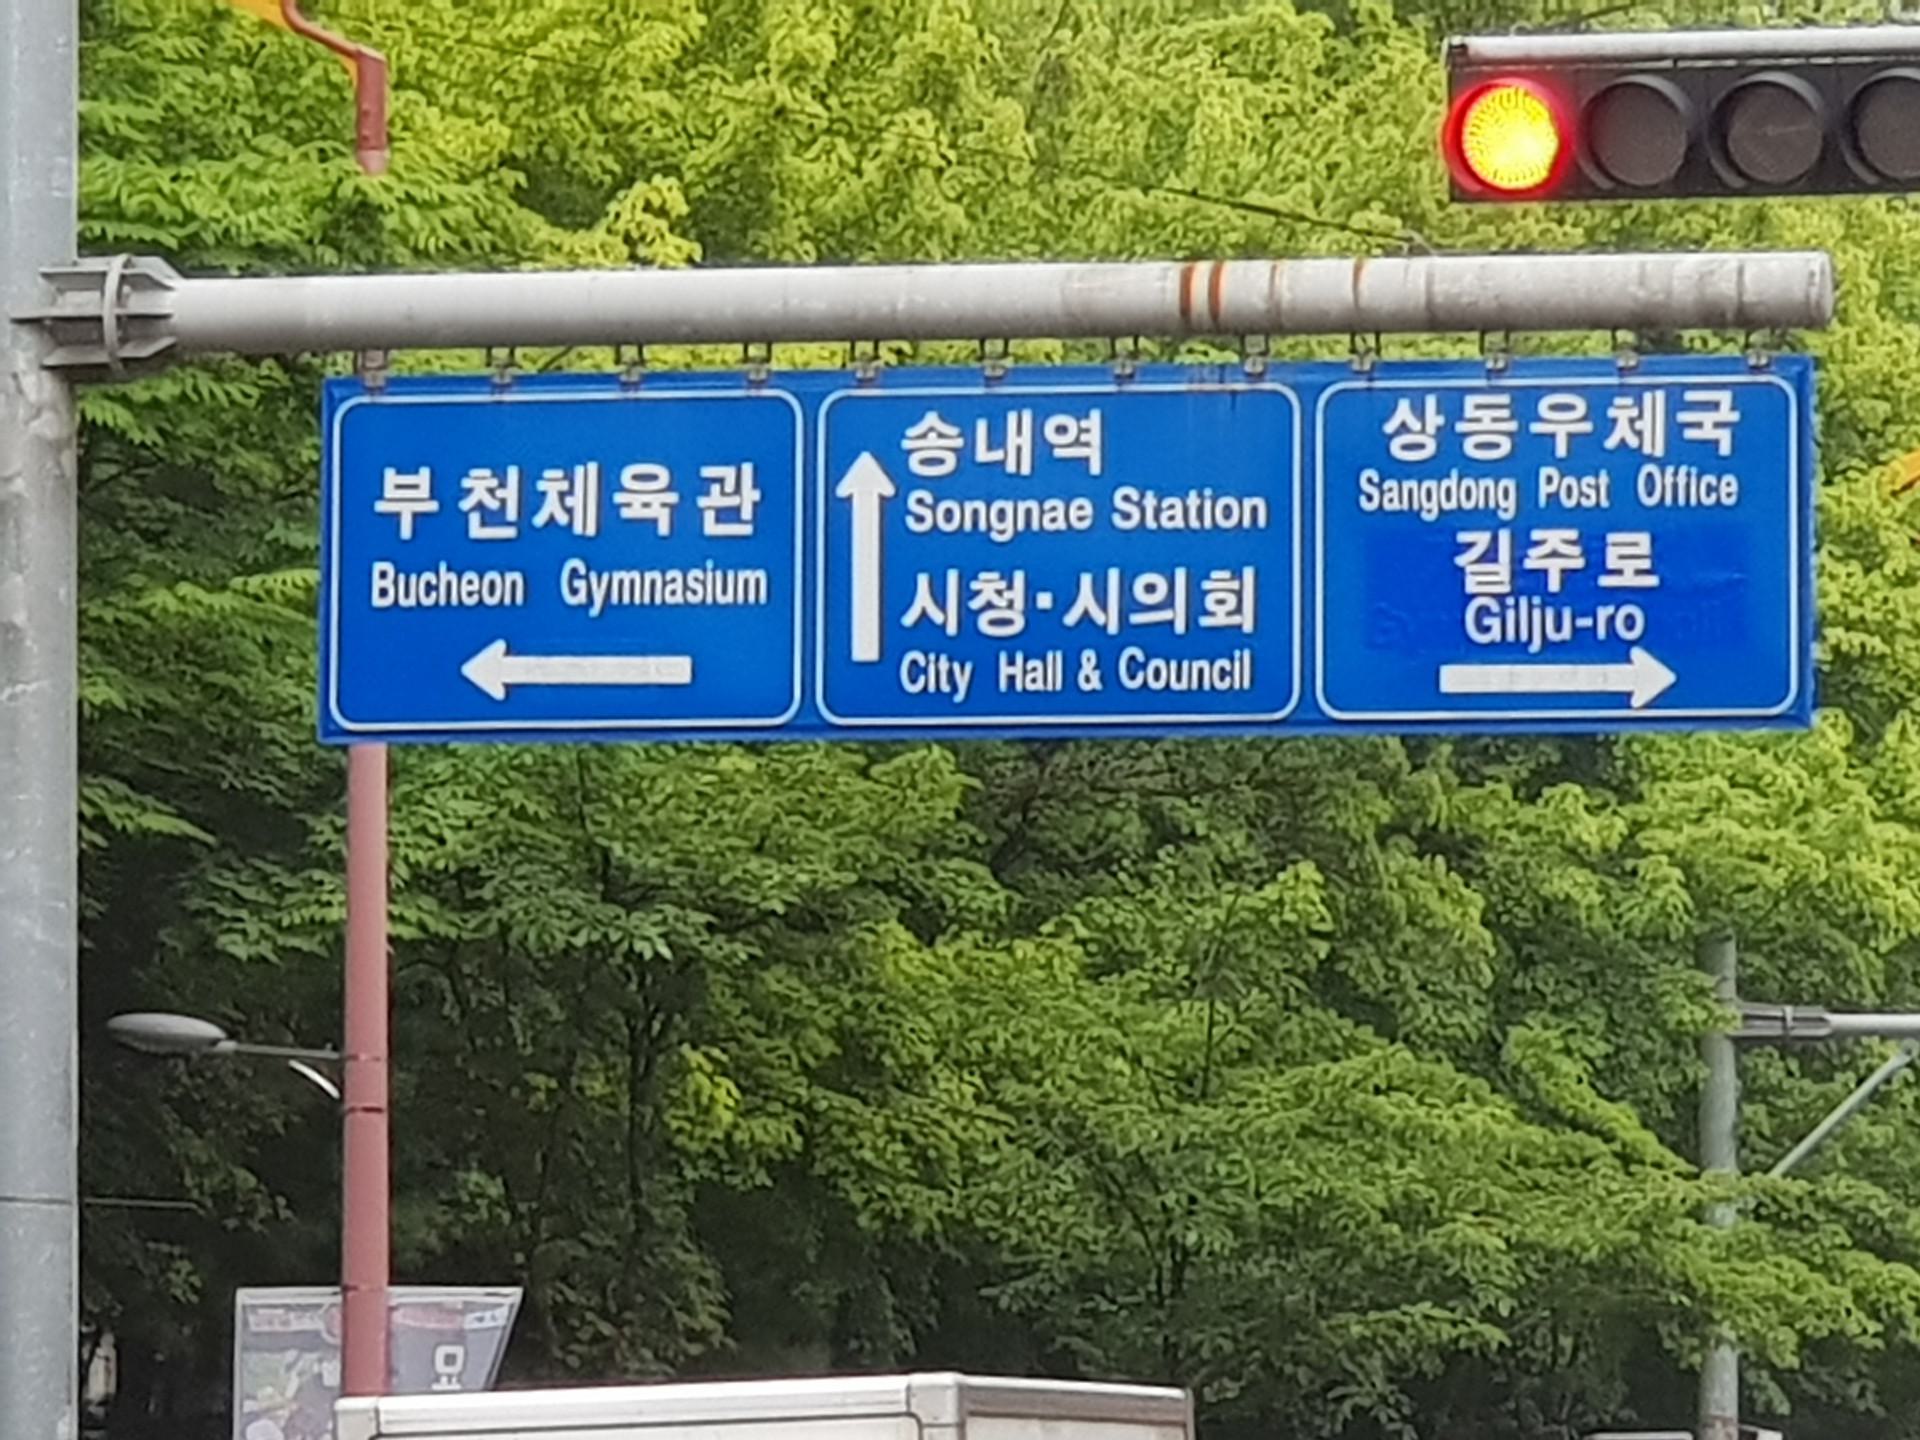 부천체육관
Bucheon Gymnasium
송내역
Songnae Station
시청·시의회
City Hall & Council
상동우체국
Sangdong Post Office
길주로
Gilju-ro